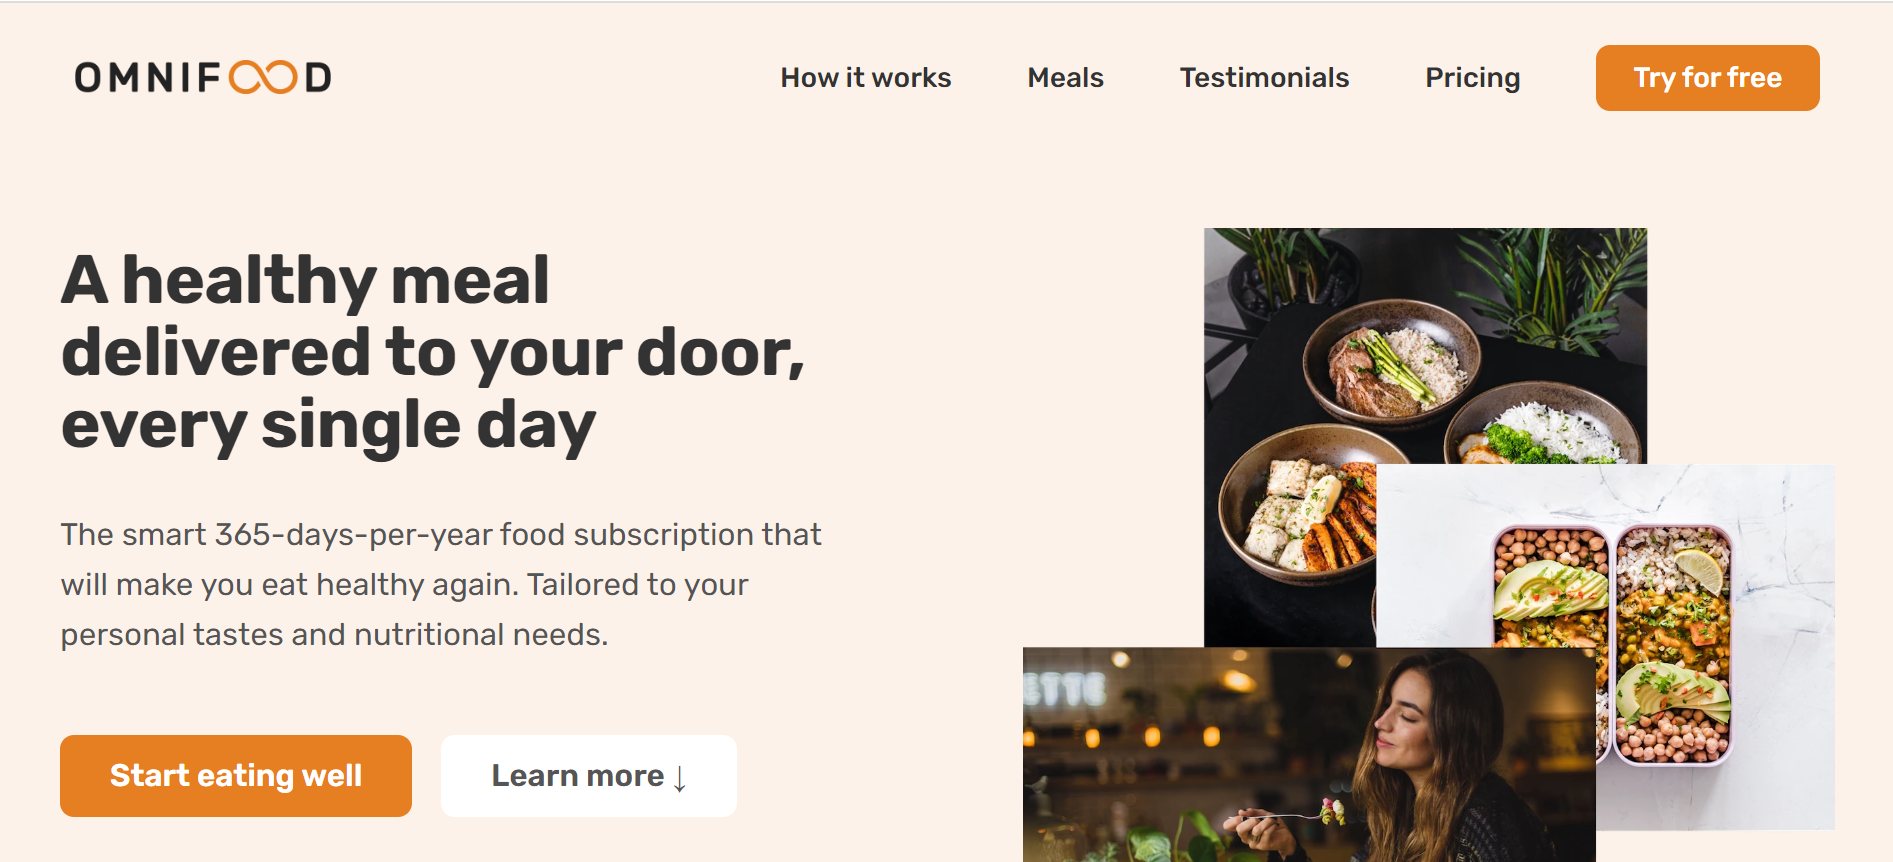 OMNIFOOD
How it works Meals Testimonials Pricing Try for free
A healthy meal
delivered to your door,
every single day
The smart 365-days-per-year food subscription that
will make you eat healthy again. Tailored to your
personal tastes and nutritional needs.
Start eating well Learn more ↓
ETTE